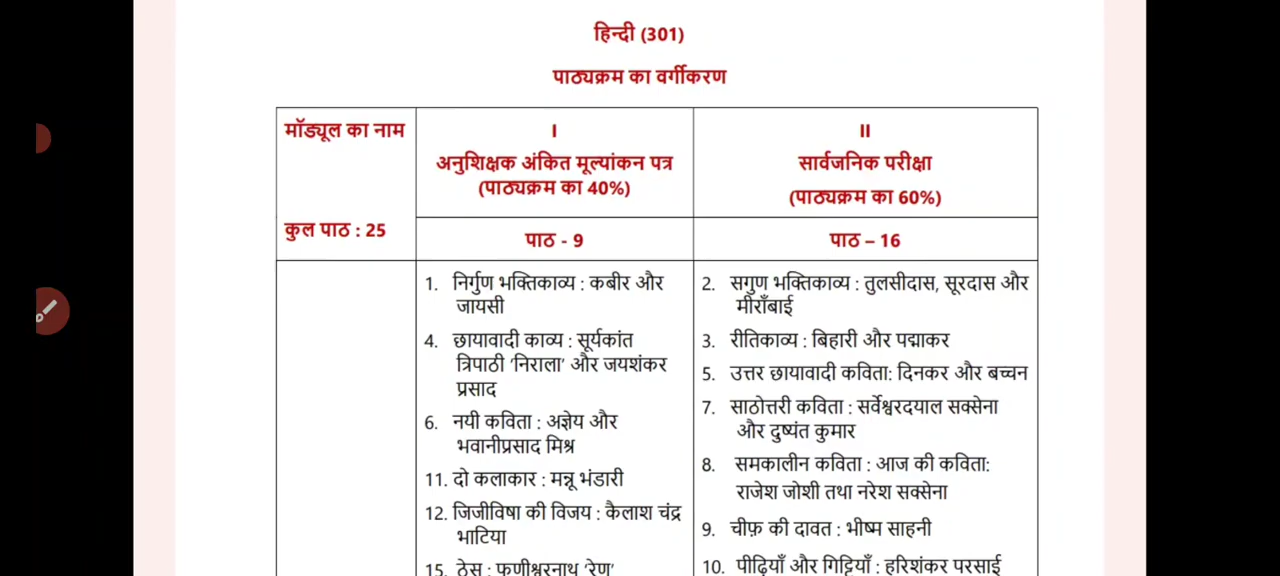 हिन्दी (301)
पाठ्यक्रम का वर्गीकरण
मॉड्यूल का नाम
कुल पाठ : 25
I
अनुशिक्षक अंकित मूल्यांकन पत्र
(पाठ्यक्रम का 40%)
II
सार्वजनिक परीक्षा
(पाठ्यक्रम का 60%)
पाठ - 9
पाठ – 16
1. निर्गुण भक्तिकाव्य : कबीर और
जायसी
4. छायावादी काव्य : सूर्यकांत
त्रिपाठी ‘निराला’ और जयशंकर
प्रसाद
6. नयी कविता : अज्ञेय और
भवानीप्रसाद मिश्र
11. दो कलाकार : मन्नू भंडारी
12. जिजीविषा की विजय : कैलाश चंद्र
भाटिया
15. ठेस : फणीश्वरनाथ ‘रेणु’
2. सगुण भक्तिकाव्य : तुलसीदास, सूरदास और
मीराँबाई
3. रीतिकाव्य : बिहारी और पद्माकर
5. उत्तर छायावादी कविता: दिनकर और बच्चन
7. साठोत्तरी कविता : सर्वेश्वरदयाल सक्सेना
और दुष्यंत कुमार
8. समकालीन कविता : आज की कविता:
राजेश जोशी तथा नरेश सक्सेना
9. चीफ़ की दावत : भीष्म साहनी
10. पीढ़ियाँ और गिट्टियाँ : हरिशंकर परसाई